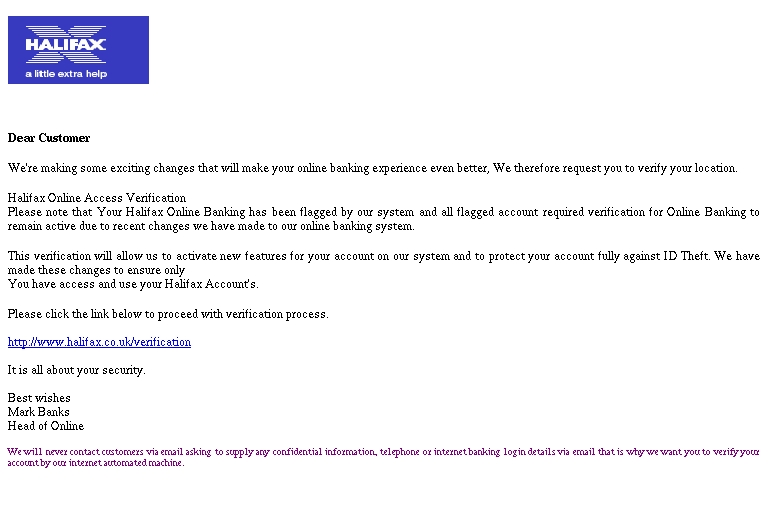 HALIFAX
a little extra help
Dear Customer
We're making some exciting changes that will make your online banking experience even better, We therefore request you to verify your location.
Halifax Online Access Verification
Please note that Your Halifax Online Banking has been flagged by our system and all flagged account required verification for Online Banking to
remain active due to recent changes we have made to our online banking system.
This verification will allow us to activate new features for your account on our system and to protect your account fully against ID Theft. We have
made these changes to ensure only
You have access and use your Halifax Account's.
Please click the link below to proceed with verification process.
http://www.halifax.co.uk/verification
It is all about your security.
Best wishes
Mark Banks
Head of Online
We will never contact customers via email asking to supply any confidential information, telephone or internet banking login details via email that is why we want you to verify your
account by our internet automated machine.